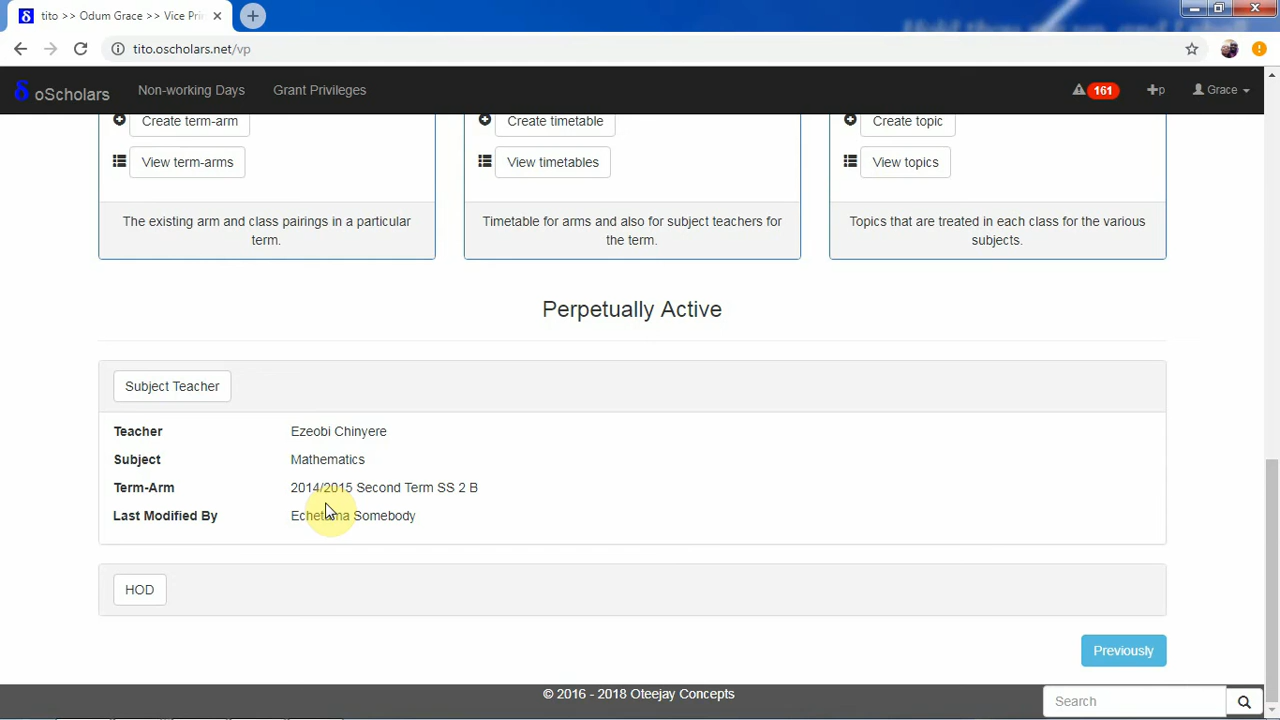 tito >> Odum Grace >> Vice Pri
tito.oscholars.net/vp
δ oScholars
Non-working Days
Grant Privileges
161
p
Grace
Create term-arm
Create timetable
Create topic
View term-arms
View timetables
View topics
The existing arm and class pairings in a particular
term.
Timetable for arms and also for subject teachers for
the term.
Topics that are treated in each class for the various
subjects.
Perpetually Active
Subject Teacher
Teacher Ezeobi Chinyere
Subject Mathematics
Term-Arm 2014/2015 Second Term SS 2 B
Last Modified By Somebody
HOD
Previously
© 2016 - 2018 Oteejay Concepts
Search